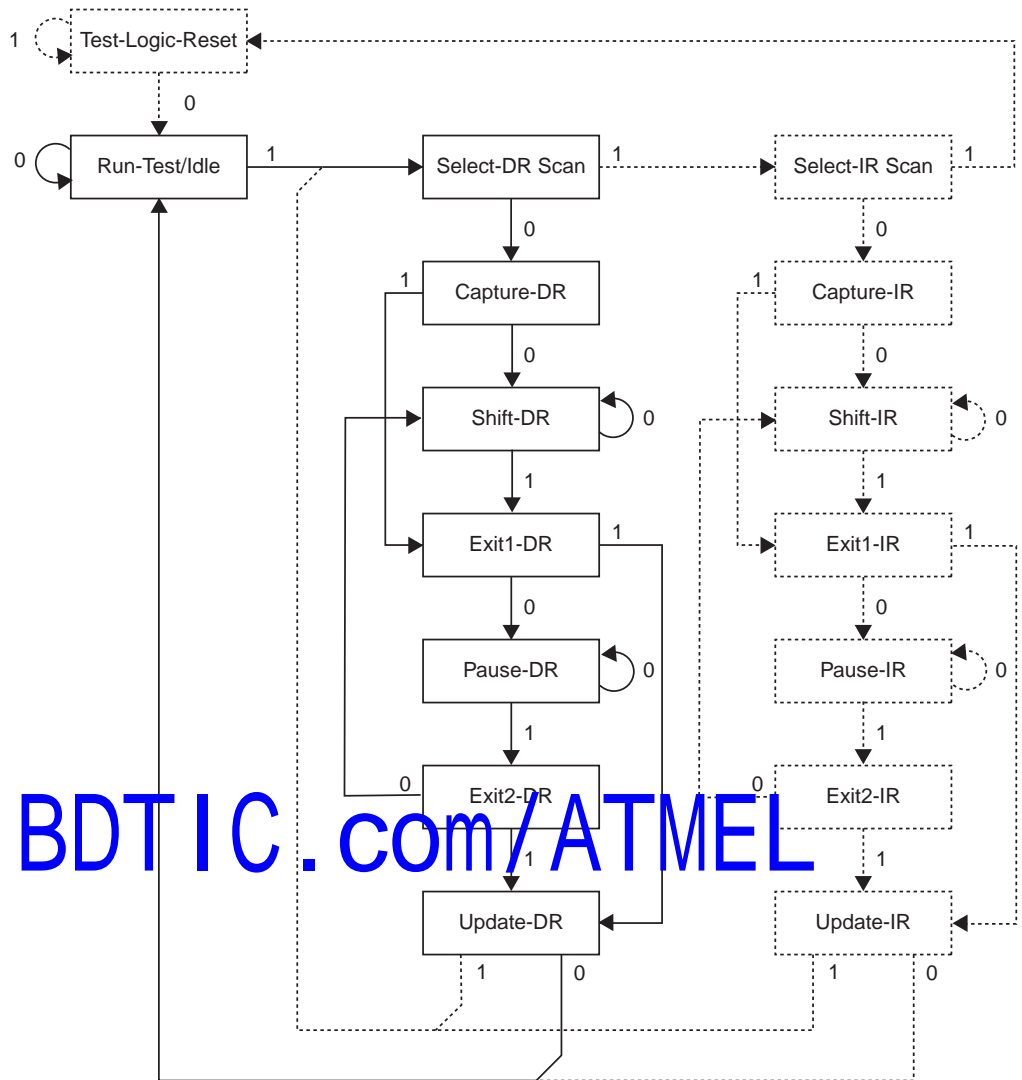 1 Test-Logic-Reset
0
0 Run-Test/Idle 1 Select-DR Scan 1 Select-IR Scan 1
0 0
1 Capture-DR 1 Capture-IR
0 0
Shift-DR 0 Shift-IR 0
1 1
Exit1-DR 1 Exit1-IR 1
0 0
Pause-DR 0 Pause-IR 0
1 1
0 Exit2-DR 0 Exit2-IR
BDTIC.com/ATMEL
1 1
Update-DR Update-IR
1 0 1 0